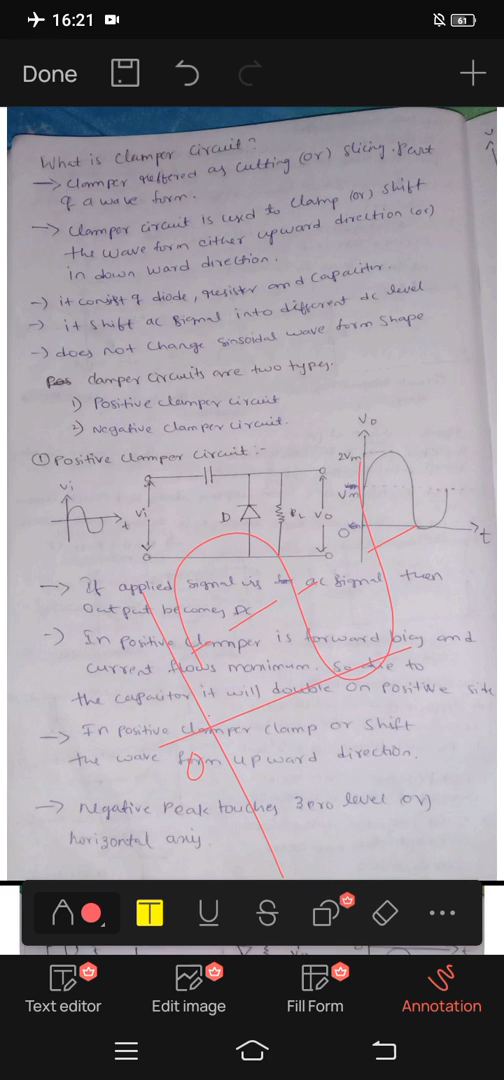 16:21
61
Done
What is clamper circuit?
→ clamper reffered as cutting (or) slicing part
of a wave form.
→ clamper circuit is used to clamp (or) shift
the wave form either upward direction (or)
in down ward direction.
→ it consist of diode, resister and capacitor.
→ it shift ac signal into different dc level
→ does not change sinsoidal wave form shape
Pos clamper circuits are two types.
1) Positive clamper circuit
2) negative clamper circuit.
① Positive clamper circuit :-
Vo
2Vm
Vm
0
t
Vi
t
Vi
D
RL
Vo
→ If applied signal is ac signal then
output becomes DC
→ In positive clamper is forward bias and
current flows maximum. So due to
the capacitor it will double on positive side
→ In positive clamper clamp or shift
the wave form upward direction.
→ negative peak touches zero level or
horizontal axis.
T
U
S
Text editor
Edit image
Fill Form
Annotation